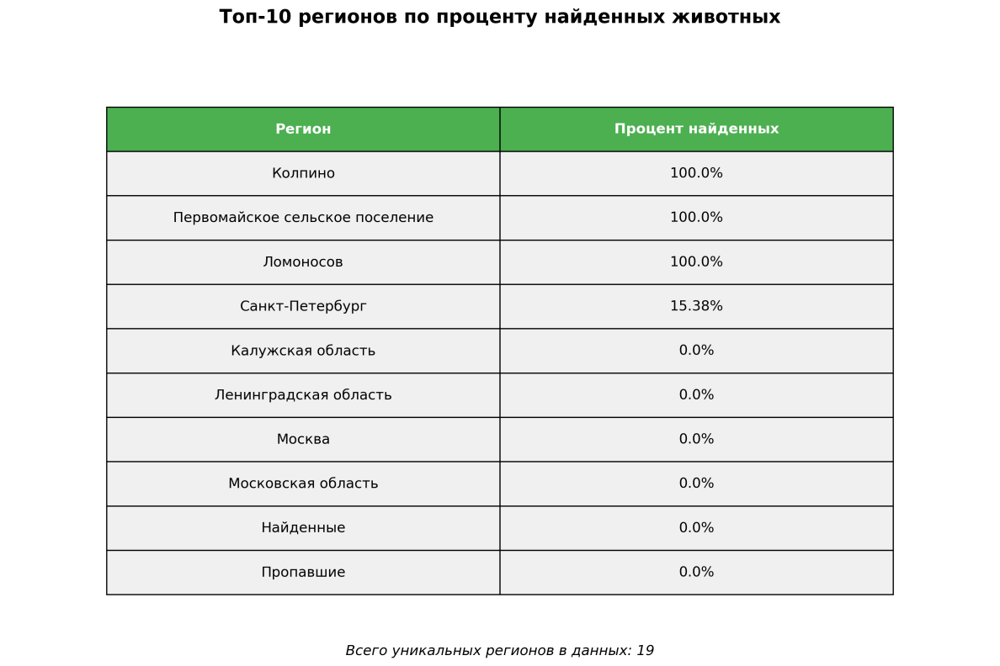 Топ-10 регионов по проценту найденных животных
Регион Процент найденных
Колпино 100.0%
Первомайское сельское поселение 100.0%
Ломоносов 100.0%
Санкт-Петербург 15.38%
Калужская область 0.0%
Ленинградская область 0.0%
Москва 0.0%
Московская область 0.0%
Найденные 0.0%
Пропавшие 0.0%
Всего уникальных регионов в данных: 19